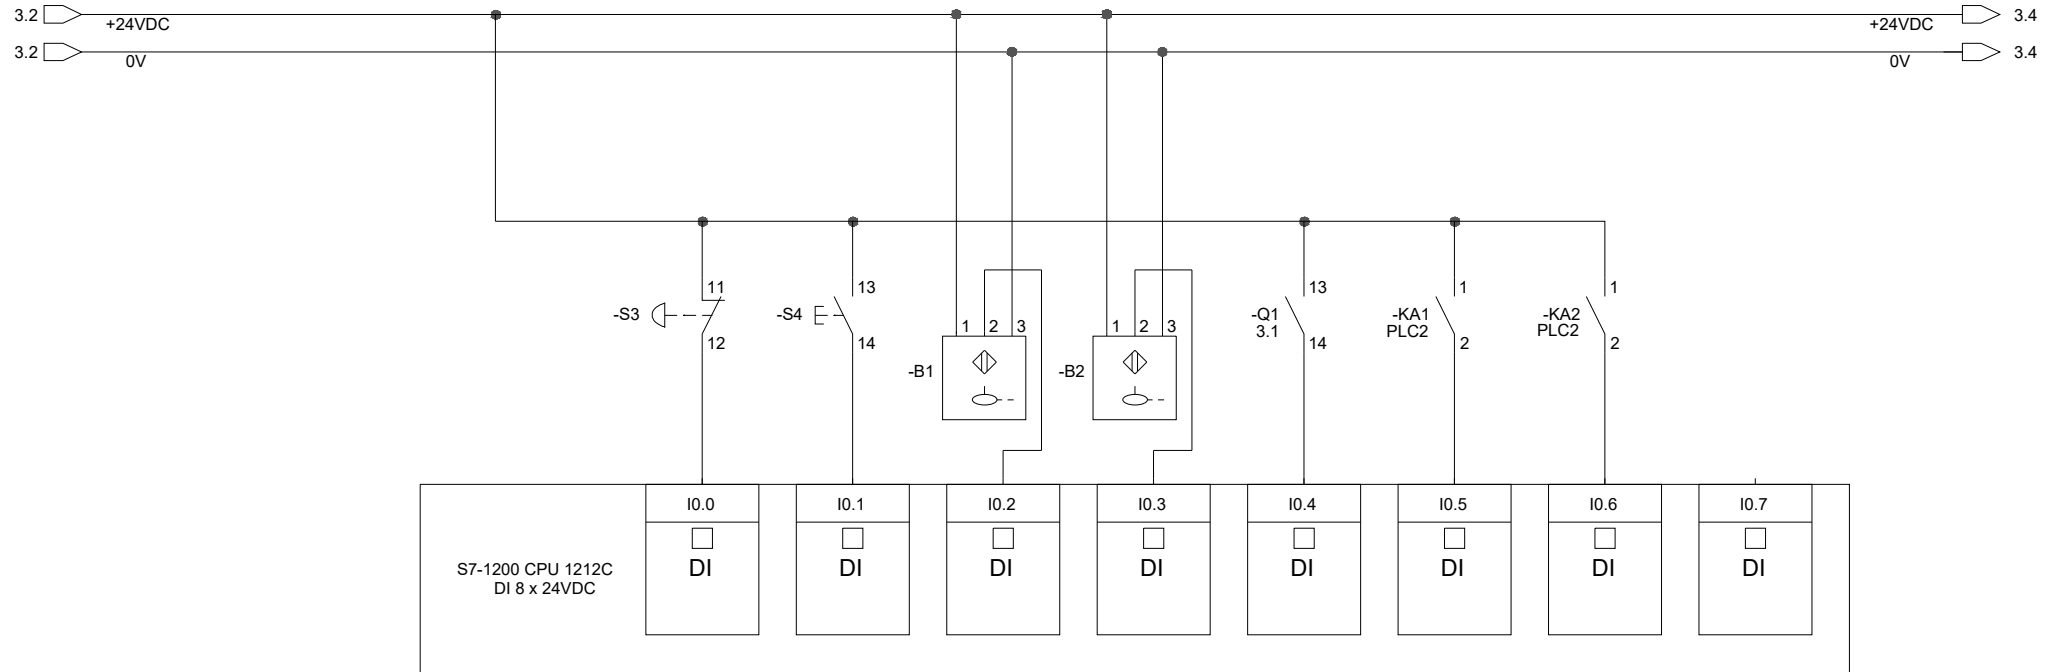 3.2
+24VDC
+24VDC
3.4
3.2
0V
0V
3.4
11
13
13
1
1
-S3
-S4
-Q1
3.1
-KA1
PLC2
-KA2
PLC2
1 2 3
1 2 3
12
14
14
2
2
-B1
-B2
I0.0
I0.1
I0.2
I0.3
I0.4
I0.5
I0.6
I0.7
S7-1200 CPU 1212C
DI 8 x 24VDC
DI
DI
DI
DI
DI
DI
DI
DI